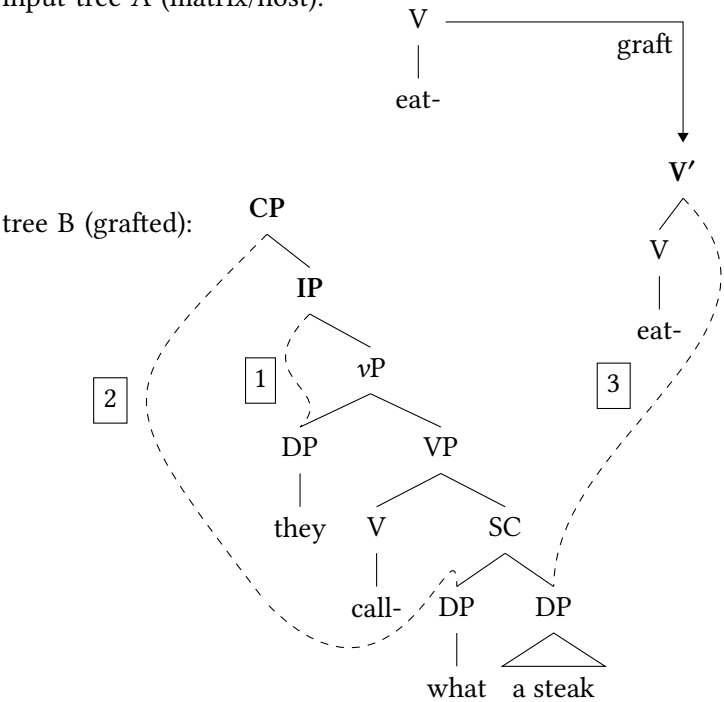 input tree A (matrix/host):
V
graft
eat-
V′
CP
tree B (grafted):
V
IP
eat-
vP
1
3
2
DP
VP
they
V
SC
call-
DP
DP
what
a steak